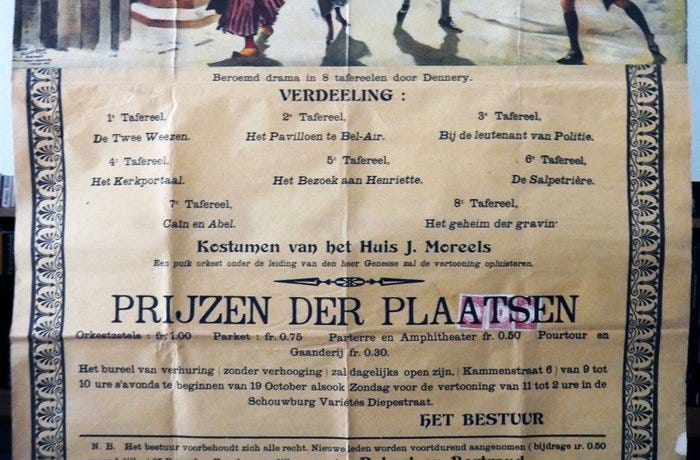 Beroemd drama in 8 tafereelen door Dennery.
VERDEELING :
1e Tafereel, 2e Tafereel, 3e Tafereel,
De Twee Weezen. Het Pavilloen te Bel-Air. Bij de leutenant van Politie.
4e Tafereel, 5e Tafereel, 6e Tafereel,
Het Kerkportaal. Het Bezoek aan Henriette. De Salpetrière.
7e Tafereel, 8e Tafereel,
Caïn en Abel. Het geheim der gravin
Kostumen van het Huis J. Moreels
Een puik orkest onder de leiding van den heer Genesse zal de vertooning opluisteren.
PRIJZEN DER PLAATSEN
Orkestzetels : fr. 1.00 Parket : fr. 0.75 Parterre en Amphitheater fr. 0.50 Pourtour en
Gaanderij fr. 0.30.
Het bureel van verhuring ( zonder verhooging ) zal dagelijks open zijn, ( Kammenstraat 6 ) van 9 tot
10 ure s'avonds te beginnen van 19 October alsook Zondag voor de vertooning van 11 tot 2 ure in de
Schouwburg Variétés Diepestraat.
HET BESTUUR
N. B. Het bestuur voorbehoudt zich alle recht. Nieuwe leden worden voortdurend aangenomen ( bijdrage fr. 0.50